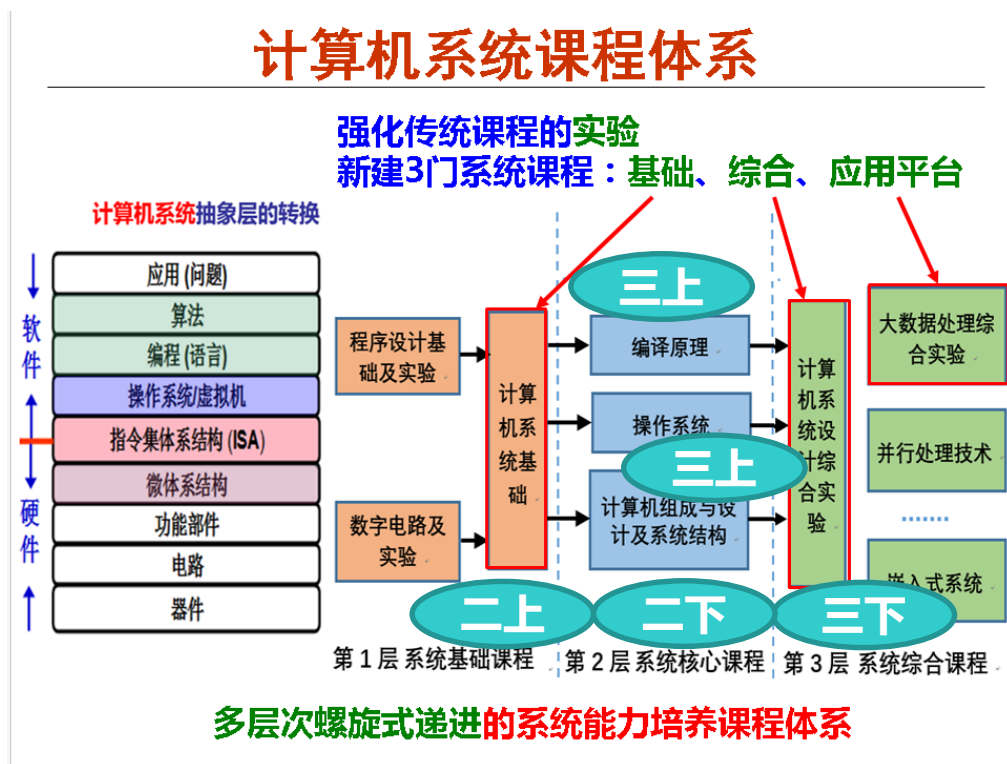 计算机系统课程体系
强化传统课程的实验
新建3门系统课程：基础、综合、应用平台
计算机系统抽象层的转换
软件
硬件
应用 (问题)
算法
编程 (语言)
操作系统/虚拟机
指令集体系结构 (ISA)
微体系结构
功能部件
电路
器件
程序设计基
础及实验
数字电路及
实验
计算
机系
统基
础
三上
编译原理
操作系统
三上
计算机组成与设
计及系统结构
计算
机系
统设
计综
合实
验
大数据处理综
合实验
并行处理技术
.......
嵌入式系统
二上
二下
三下
第 1 层 系统基础课程
第 2 层 系统核心课程
第 3 层 系统综合课程
多层次螺旋式递进的系统能力培养课程体系